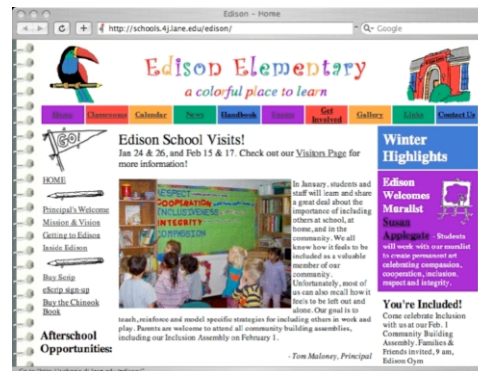 Edison - Home
http://schools.4j.lane.edu/edison/
Google
Edison Elementary
a colorful place to learn
Home Classrooms Calendar News Handbook Events Get Involved Gallery Links Contact Us
GO!
HOME
Principal's Welcome
Mission & Vision
Getting to Edison
Inside Edison
Buy Scrip
eScrip sign-up
Buy the Chinook
Book
Afterschool
Opportunities:
Edison School Visits!
Jan 24 & 26, and Feb 15 & 17. Check out our Visitors Page for
more information!
RESPECT
COOPERATION
INCLUSIVENESS
INTEGRITY
COMPASSION
In January, students and
staff will learn and share
a great deal about the
importance of including
others at school, at
home, and in the
community. We all
know how it feels to be
included as a valuable
member of our
community.
Unfortunately, most of
us can also recall how it
feels to be left out and
alone. Our goal is to
teach, reinforce and model specific strategies for including others in work and
play. Parents are welcome to attend all community building assemblies,
including our Inclusion Assembly on February 1.
- Tom Maloney, Principal
Winter
Highlights
Edison
Welcomes
Muralist
Susan
Applegate - Students
will work with our muralist
to create permanent art
celebrating compassion,
cooperation, inclusion,
respect and integrity.
You're Included!
Come celebrate Inclusion
with us at our Feb. 1
Community Building
Assembly. Families &
Friends invited, 9 am,
Edison Gym